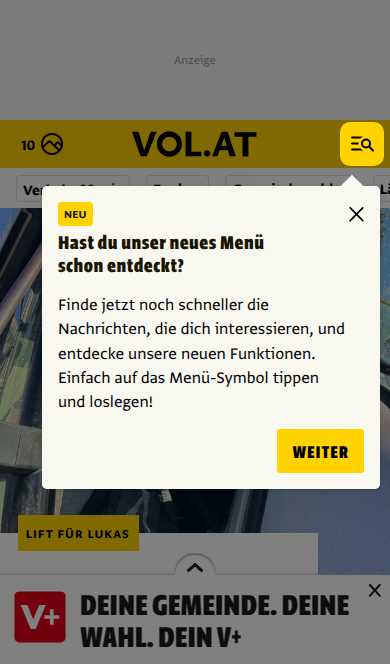 Anzeige
10
VOL.AT
NEU
Hast du unser neues Menü
schon entdeckt?
Finde jetzt noch schneller die
Nachrichten, die dich interessieren, und
entdecke unsere neuen Funktionen.
Einfach auf das Menü-Symbol tippen
und loslegen!
WEITER
LIFT FÜR LUKAS
V+
DEINE GEMEINDE. DEINE
WAHL. DEIN V+